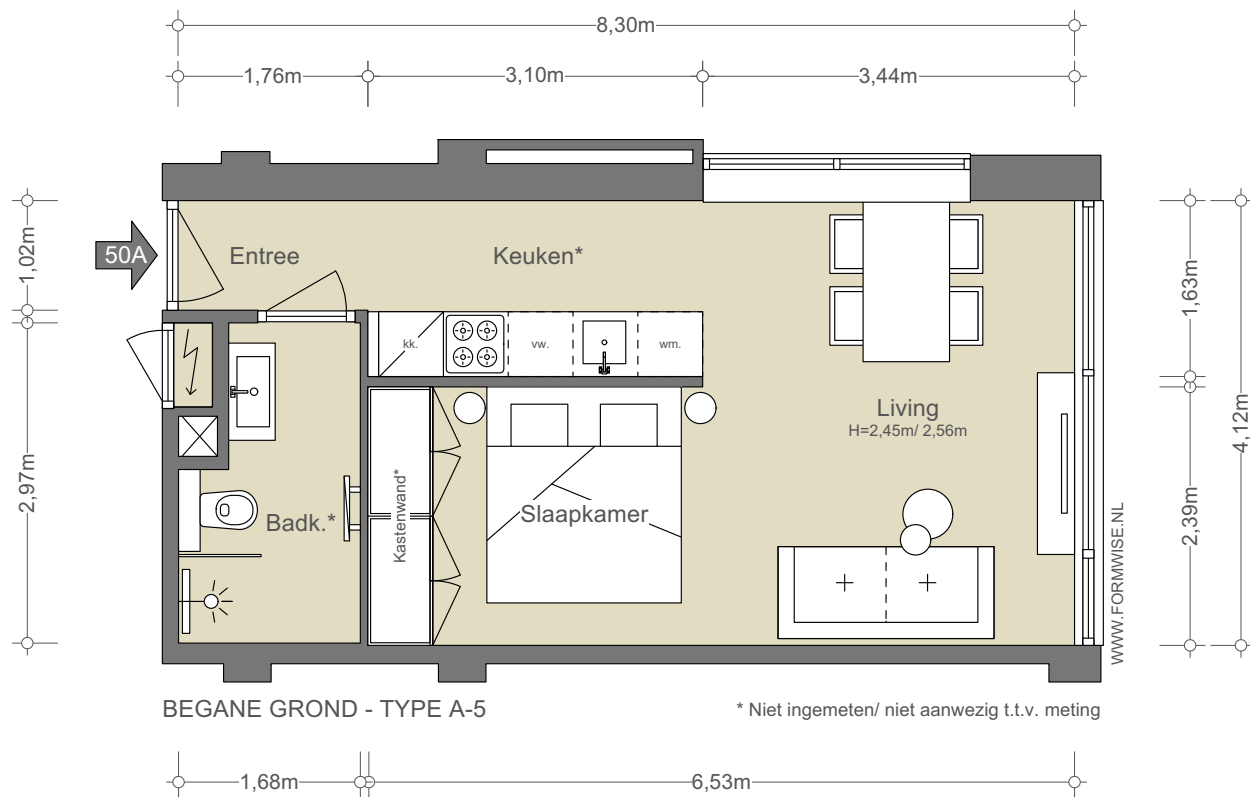 8,30m
1,76m
3,10m
3,44m
1,02m
50A
Entree
Keuken*
1,63m
4,12m
kk.
vw.
wm.
Living
H=2,45m/ 2,56m
2,97m
Badk.*
Kastenwand*
Slaapkamer
2,39m
WWW.FORMWISE.NL
BEGANE GROND - TYPE A-5
* Niet ingemeten/ niet aanwezig t.t.v. meting
1,68m
6,53m